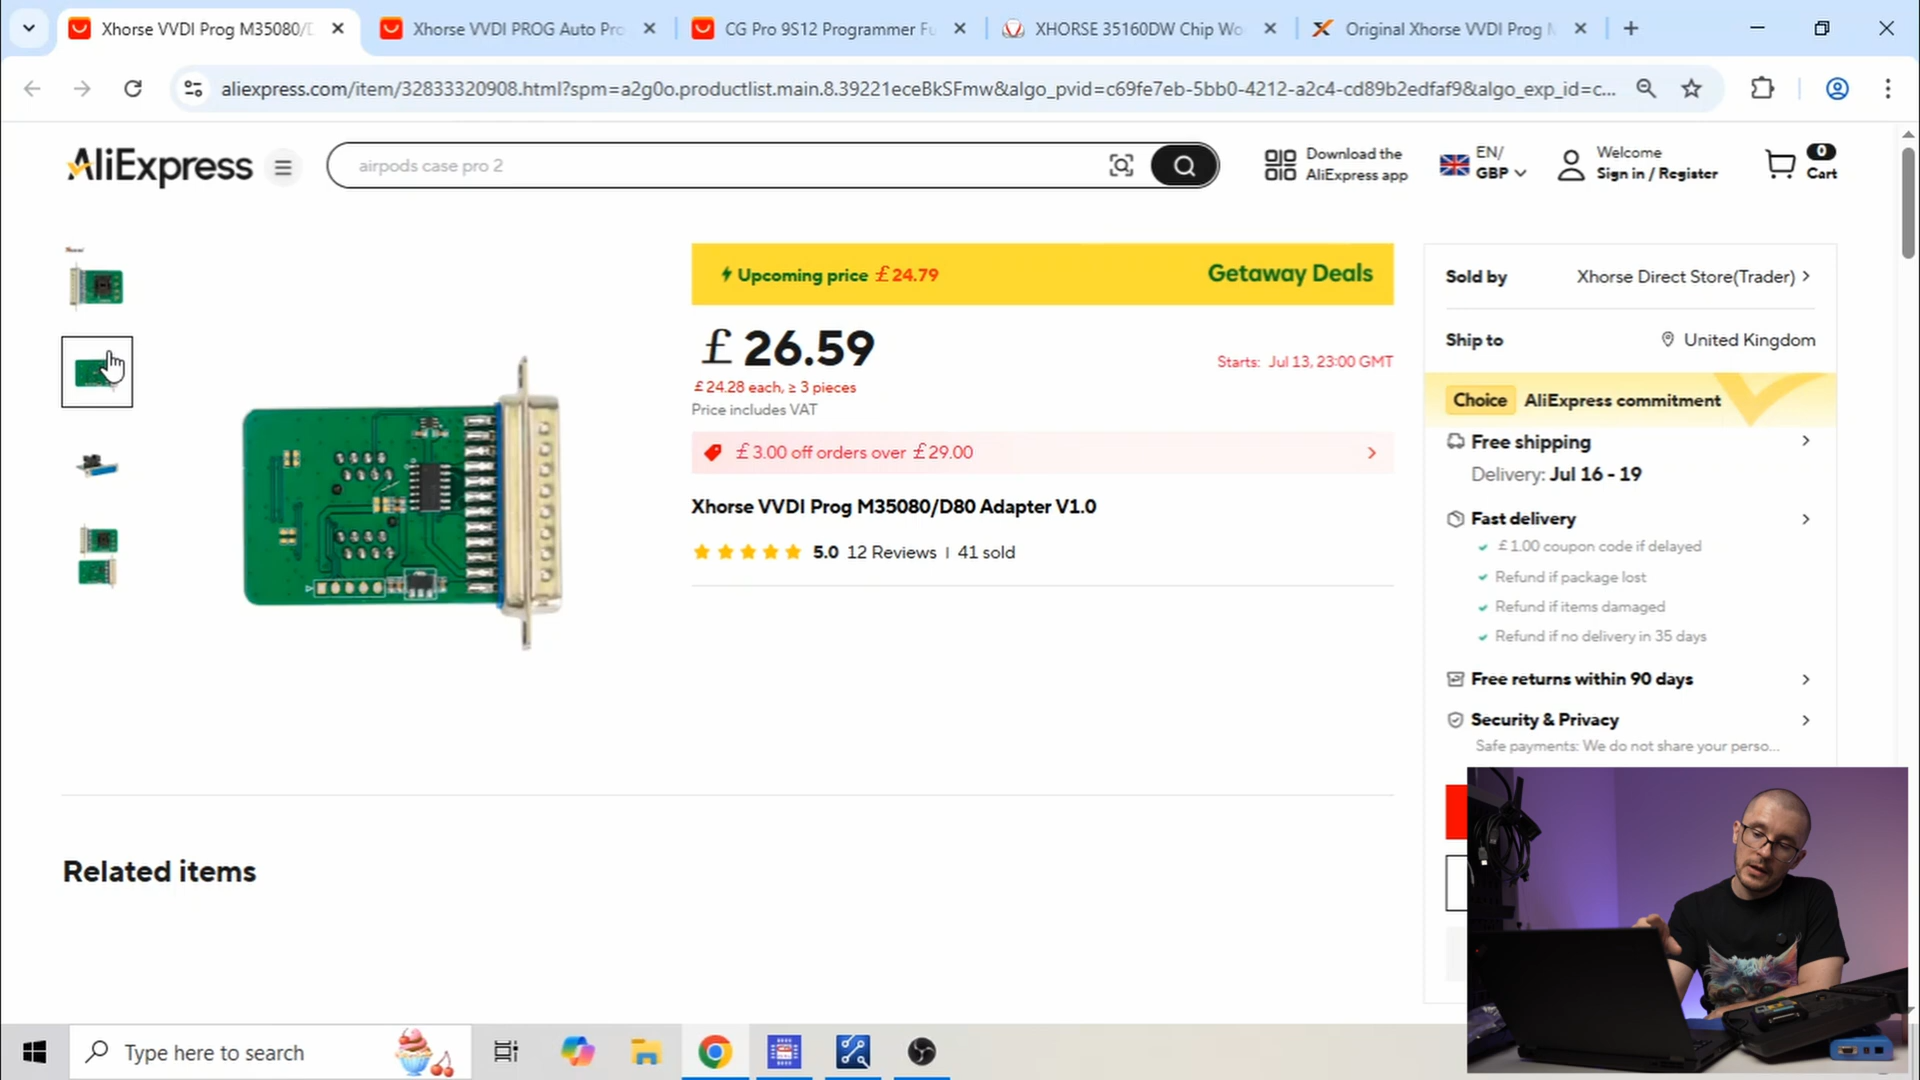 Xhorse VVDI Prog M35080/D
Xhorse VVDI PROG Auto Pro
CG Pro 9S12 Programmer Fu
XHORSE 35160DW Chip Wo
Original Xhorse VVDI Prog M
aliexpress.com/item/32833320908.html?spm=a2g0o.productlist.main.8.39221eceBkSFmw&algo_pvid=c69fe7eb-5bb0-4212-a2c4-cd89b2edfaf9&algo_exp_id=c...
AliExpress
airpods case pro 2
Download the
AliExpress app
EN/
GBP
Welcome
Sign in / Register
0
Cart
Upcoming price £24.79
Getaway Deals
£26.59
Starts: Jul 13, 23:00 GMT
£24.28 each, ≥ 3 pieces
Price includes VAT
£3.00 off orders over £29.00
Xhorse VVDI Prog M35080/D80 Adapter V1.0
5.0 12 Reviews | 41 sold
Sold by
Xhorse Direct Store(Trader)
Ship to
United Kingdom
Choice AliExpress commitment
Free shipping
Delivery: Jul 16 - 19
Fast delivery
£1.00 coupon code if delayed
Refund if package lost
Refund if items damaged
Refund if no delivery in 35 days
Free returns within 90 days
Security & Privacy
Safe payments: We do not share your perso...
Related items
Type here to search